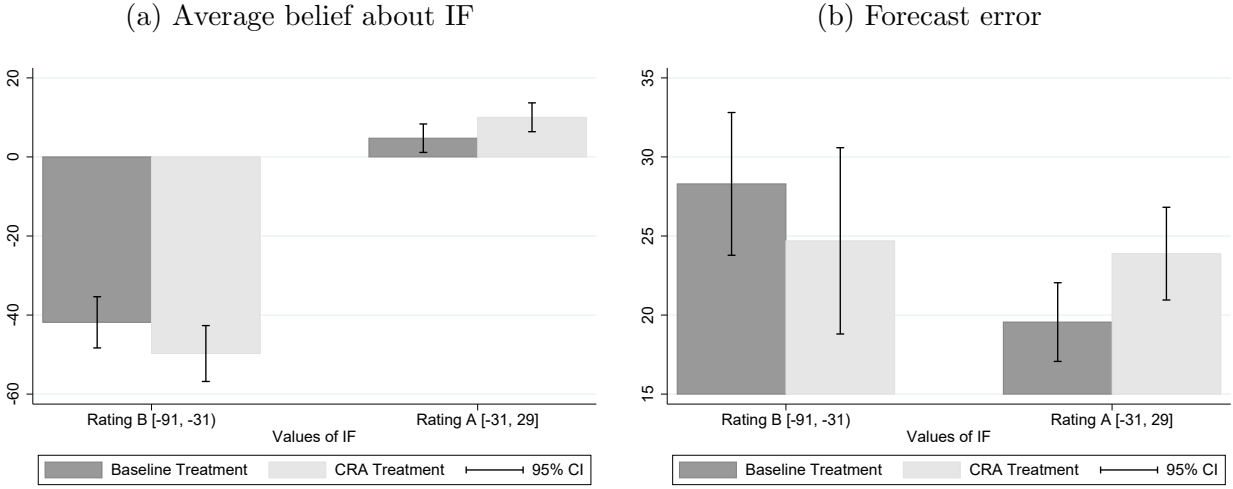 (a) Average belief about IF
20
0
-20
-40
-60
Rating B [-91, -31)
Rating A [-31, 29]
Values of IF
Baseline Treatment
CRA Treatment
95% CI
(b) Forecast error
35
30
25
20
15
Rating B [-91, -31)
Rating A [-31, 29]
Values of IF
Baseline Treatment
CRA Treatment
95% CI